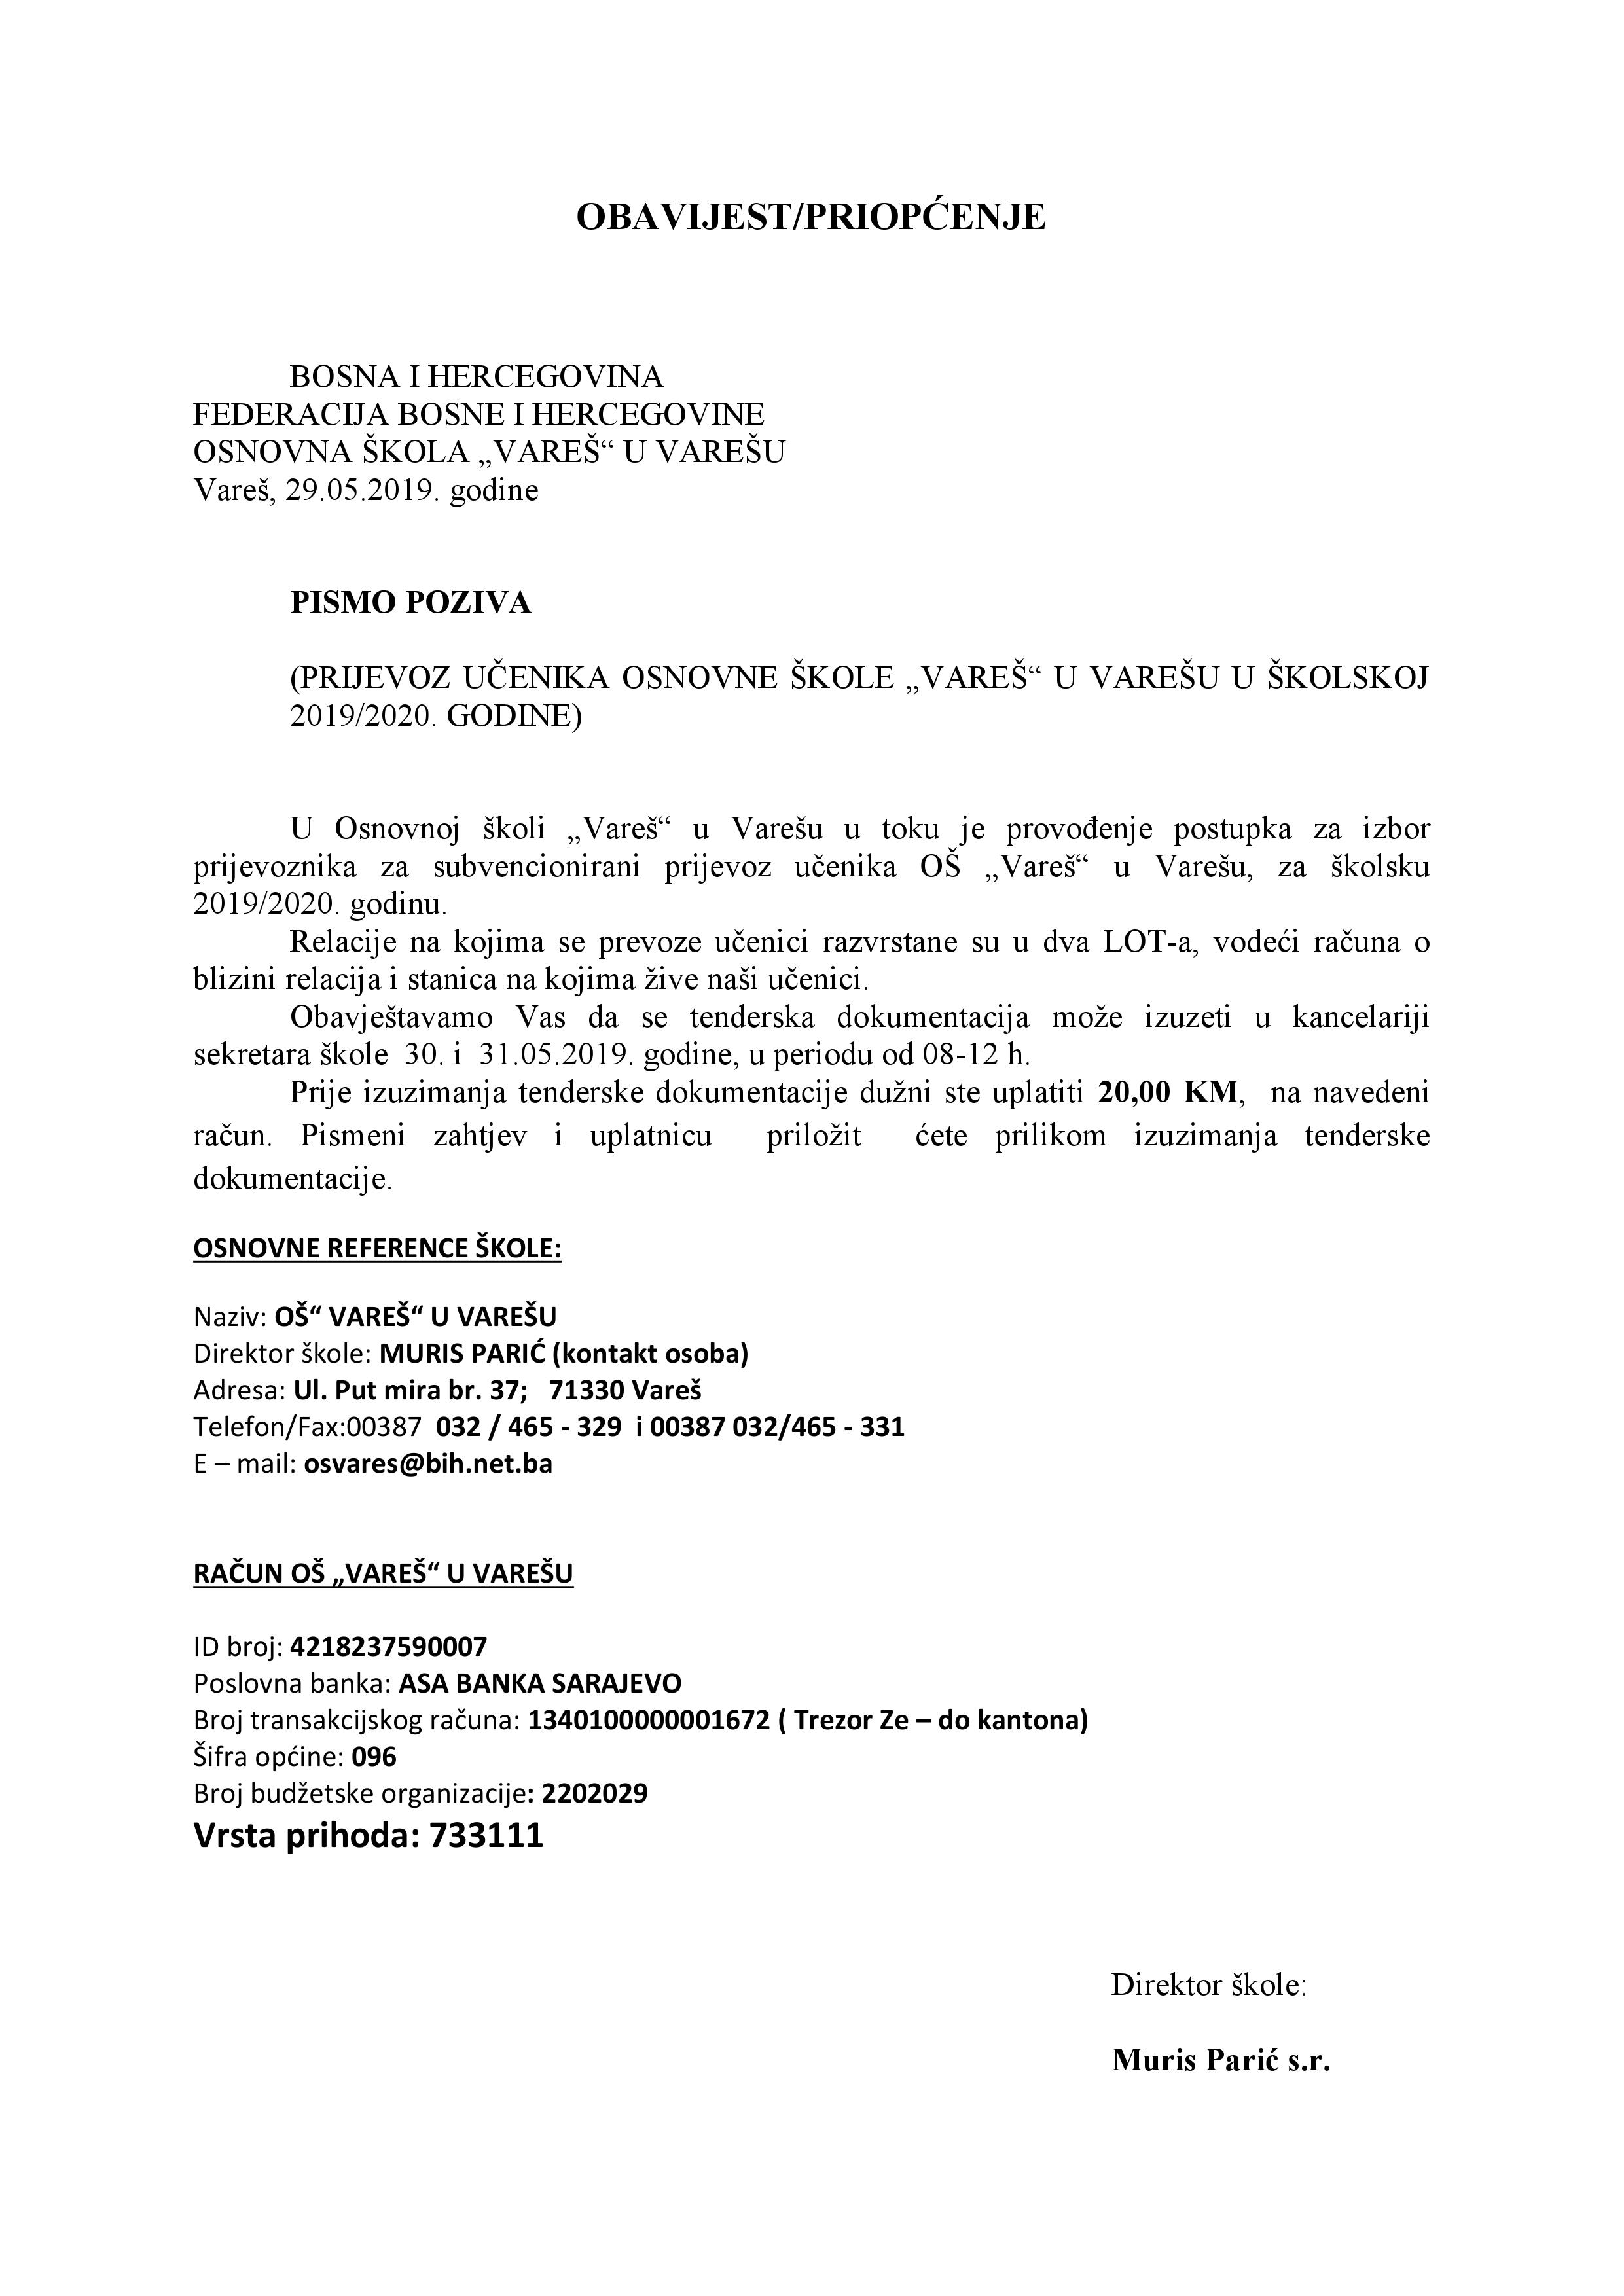 OBAVIJEST/PRIOPĆENJE
BOSNA I HERCEGOVINA
FEDERACIJA BOSNE I HERCEGOVINE
OSNOVNA ŠKOLA „VAREŠ“ U VAREŠU
Vareš, 29.05.2019. godine
PISMO POZIVA
(PRIJEVOZ UČENIKA OSNOVNE ŠKOLE „VAREŠ“ U VAREŠU U ŠKOLSKOJ
2019/2020. GODINE)
U Osnovnoj školi „Vareš“ u Varešu u toku je provođenje postupka za izbor
prijevoznika za subvencionirani prijevoz učenika OŠ „Vareš“ u Varešu, za školsku
2019/2020. godinu.
Relacije na kojima se prevoze učenici razvrstane su u dva LOT-a, vodeći računa o
blizini relacija i stanica na kojima žive naši učenici.
Obavještavamo Vas da se tenderska dokumentacija može izuzeti u kancelariji
sekretara škole 30. i 31.05.2019. godine, u periodu od 08-12 h.
Prije izuzimanja tenderske dokumentacije dužni ste uplatiti 20,00 KM, na navedeni
račun. Pismeni zahtjev i uplatnicu priložit ćete prilikom izuzimanja tenderske
dokumentacije.
OSNOVNE REFERENCE ŠKOLE:
Naziv: OŠ“ VAREŠ“ U VAREŠU
Direktor škole: MURIS PARIĆ (kontakt osoba)
Adresa: Ul. Put mira br. 37; 71330 Vareš
Telefon/Fax:00387 032 / 465 - 329 i 00387 032/465 - 331
E – mail: osvares@bih.net.ba
RAČUN OŠ „VAREŠ“ U VAREŠU
ID broj: 4218237590007
Poslovna banka: ASA BANKA SARAJEVO
Broj transakcijskog računa: 1340100000001672 ( Trezor Ze – do kantona)
Šifra općine: 096
Broj budžetske organizacije: 2202029
Vrsta prihoda: 733111
Direktor škole:
Muris Parić s.r.